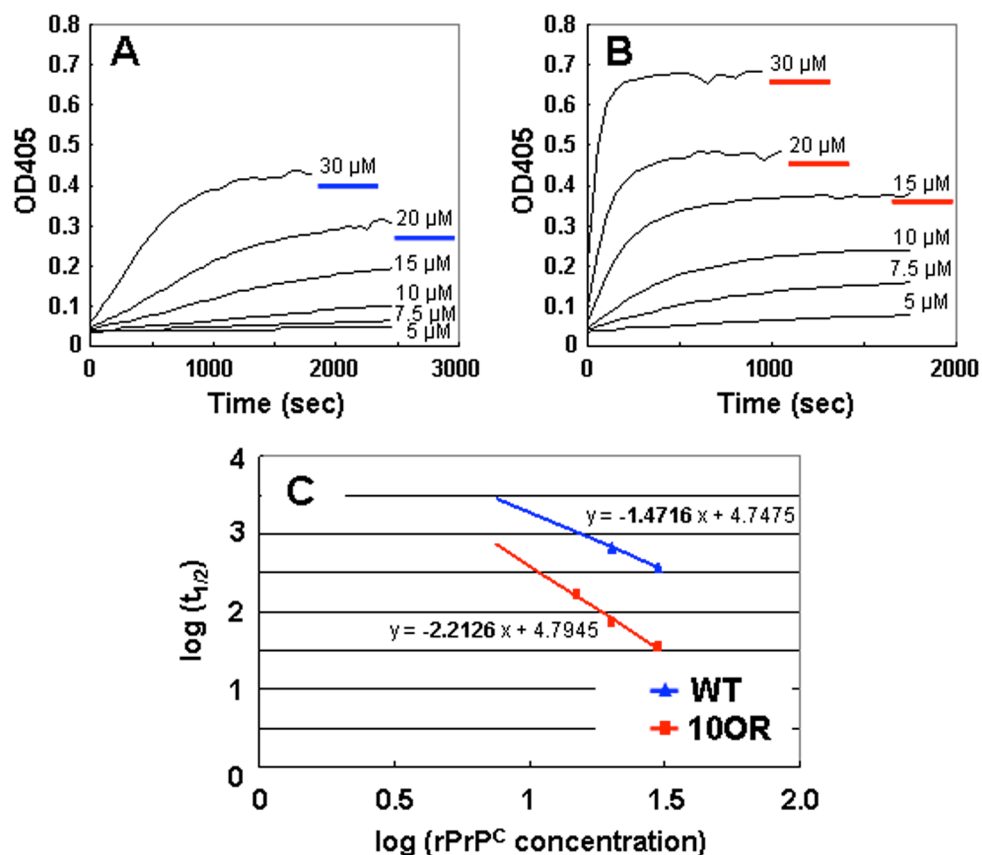 A
OD405
0.8
0.7
0.6
0.5
0.4
0.3
0.2
0.1
0
30 µM
20 µM
15 µM
10 µM
7.5 µM
5 µM
0 1000 2000 3000
Time (sec)
B
OD405
0.8
0.7
0.6
0.5
0.4
0.3
0.2
0.1
0
30 µM
20 µM
15 µM
10 µM
7.5 µM
5 µM
0 1000 2000
Time (sec)
C
log (t1/2)
4
3
2
1
0
y = -1.4716 x + 4.7475
y = -2.2126 x + 4.7945
WT
10OR
0 0.5 1 1.5 2.0
log (rPrPC concentration)